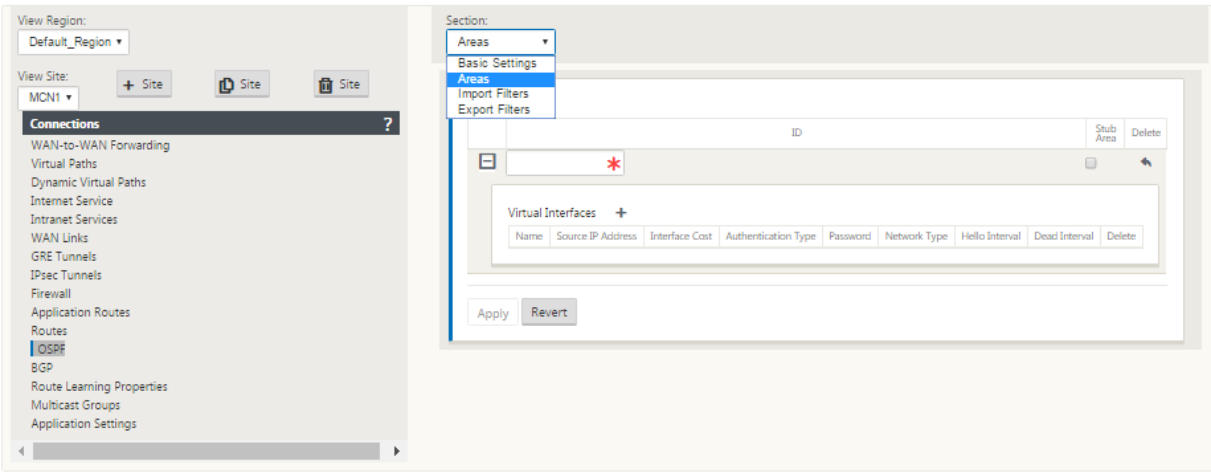 View Region:
Default_Region ▾
View Site:
MCN1 ▾
+ Site
Site
Site
Connections ?
WAN-to-WAN Forwarding
Virtual Paths
Dynamic Virtual Paths
Internet Service
Intranet Services
WAN Links
GRE Tunnels
IPsec Tunnels
Firewall
Application Routes
Routes
OSPF
BGP
Route Learning Properties
Multicast Groups
Application Settings
Section:
Areas ▾
Basic Settings
Areas
Import Filters
Export Filters
ID Stub Area Delete
Virtual Interfaces +
Name Source IP Address Interface Cost Authentication Type Password Network Type Hello Interval Dead Interval Delete
Apply Revert